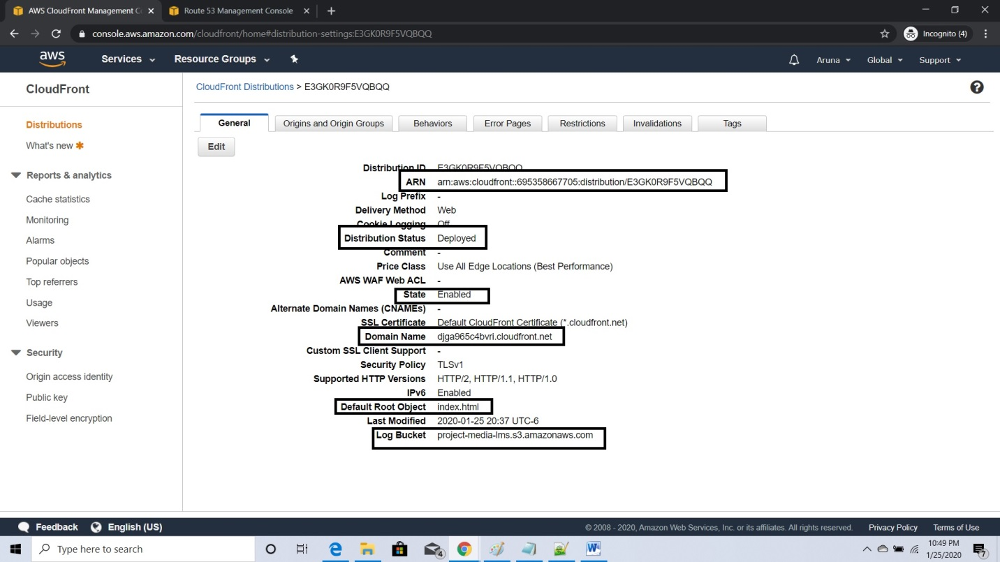 AWS CloudFront Management C
Route 53 Management Console
console.aws.amazon.com/cloudfront/home#distribution-settings:E3GK0R9F5VQBQQ
Incognito (4)
aws
Services
Resource Groups
Aruna
Global
Support
CloudFront
Distributions
What's new
Reports & analytics
Cache statistics
Monitoring
Alarms
Popular objects
Top referrers
Usage
Viewers
Security
Origin access identity
Public key
Field-level encryption
CloudFront Distributions > E3GK0R9F5VQBQQ
General
Origins and Origin Groups
Behaviors
Error Pages
Restrictions
Invalidations
Tags
Edit
Distribution ID E3GK0R9F5VQBQQ
ARN arn:aws:cloudfront::695358667705:distribution/E3GK0R9F5VQBQQ
Log Prefix -
Delivery Method Web
Cookie Logging Off
Distribution Status Deployed
Comment -
Price Class Use All Edge Locations (Best Performance)
AWS WAF Web ACL -
State Enabled
Alternate Domain Names (CNAMEs) -
SSL Certificate Default CloudFront Certificate (*.cloudfront.net)
Domain Name djga965c4bvri.cloudfront.net
Custom SSL Client Support -
Security Policy TLSv1
Supported HTTP Versions HTTP/2, HTTP/1.1, HTTP/1.0
IPv6 Enabled
Default Root Object index.html
Last Modified 2020-01-25 20:37 UTC-6
Log Bucket project-media-lms.s3.amazonaws.com
Feedback
English (US)
© 2008 - 2020, Amazon Web Services, Inc. or its affiliates. All rights reserved.
Privacy Policy
Terms of Use
Type here to search
4
10:49 PM
1/25/2020
7